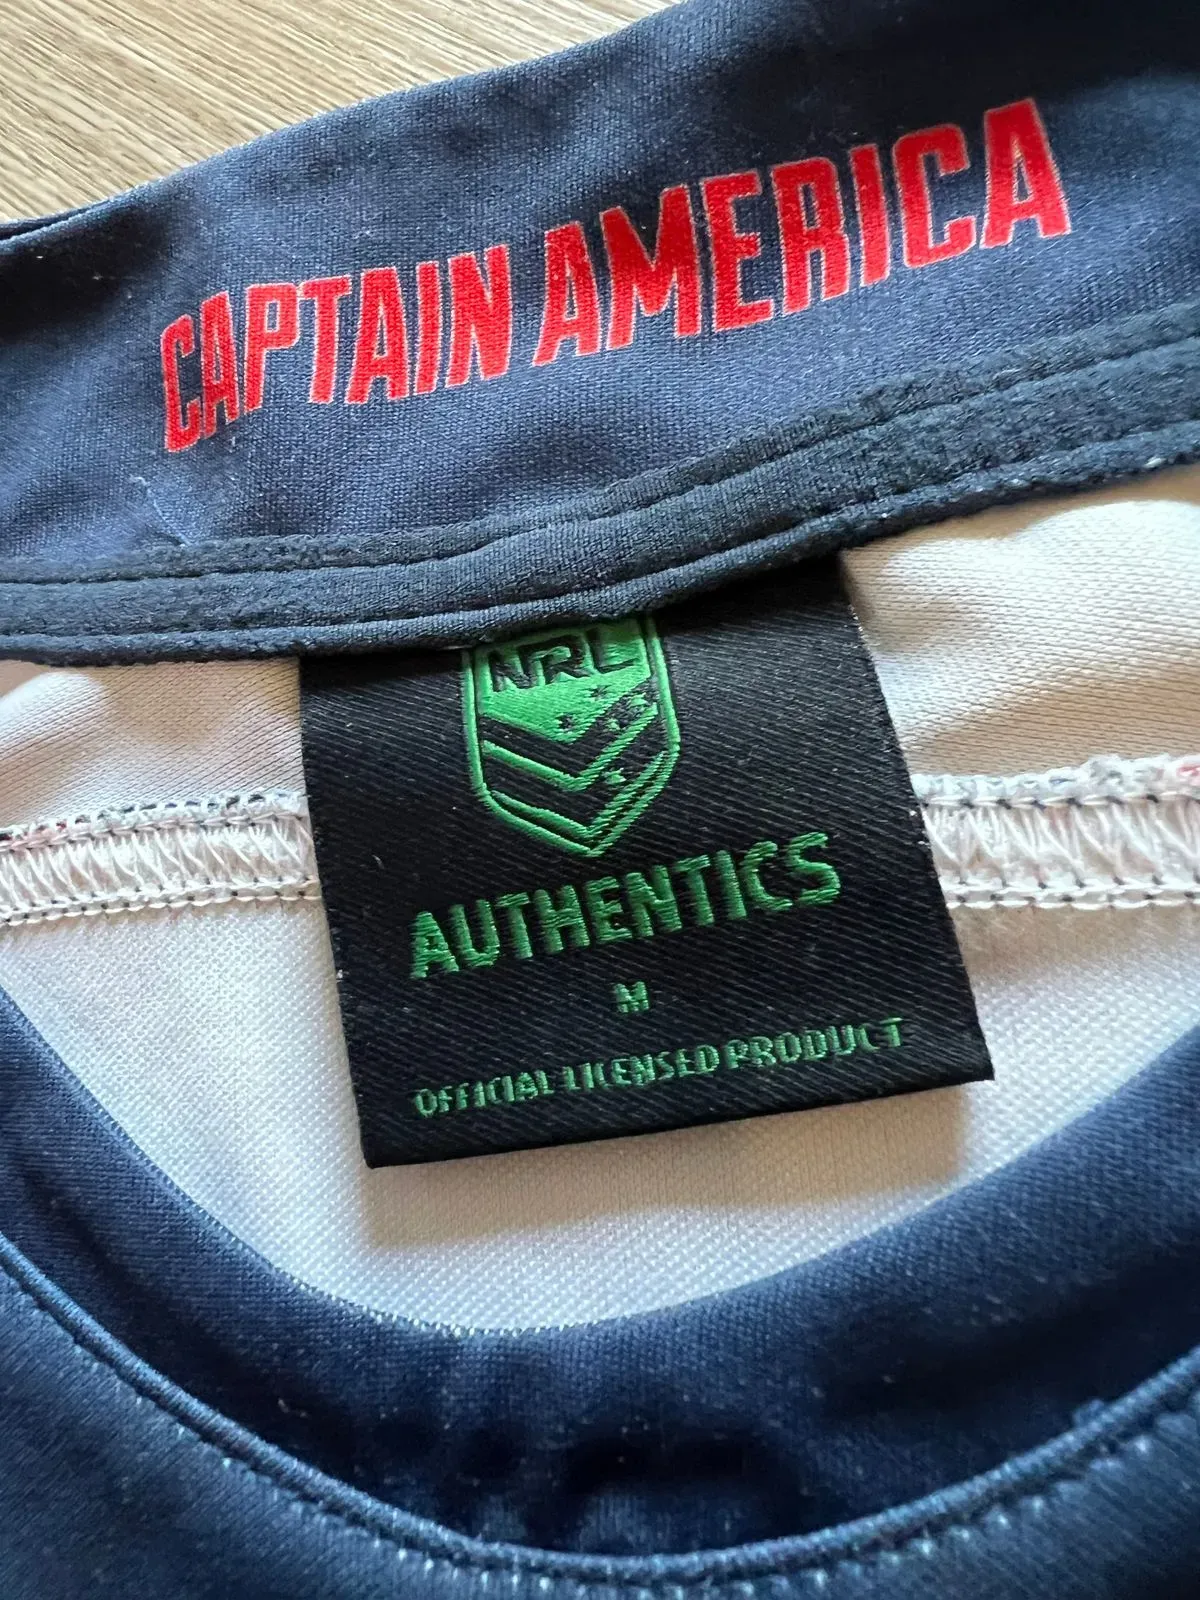 CAPTAIN AMERICA
NRL
AUTHENTICS
M
OFFICIAL LICENSED PRODUCT